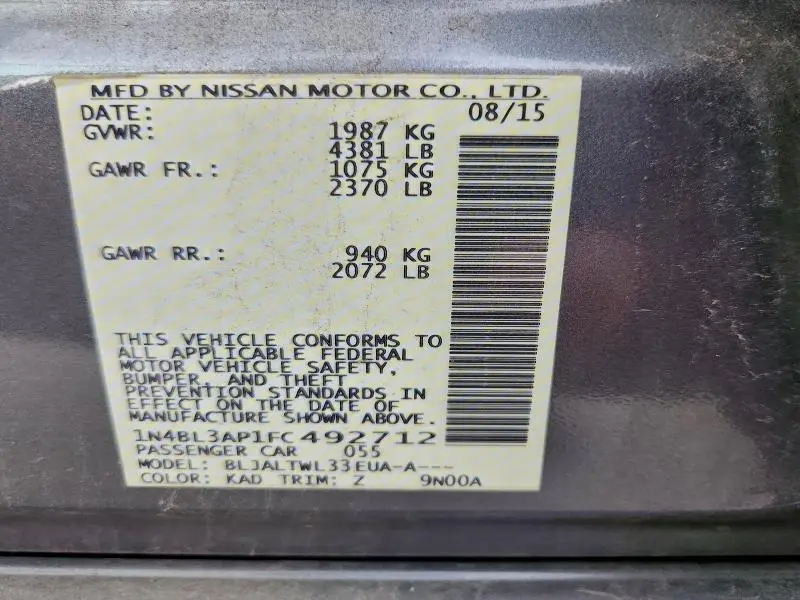 MFD BY NISSAN MOTOR CO., LTD.
DATE: 08/15
GVWR: 1987 KG
4381 LB
GAWR FR.: 1075 KG
2370 LB
GAWR RR.: 940 KG
2072 LB
THIS VEHICLE CONFORMS TO
ALL APPLICABLE FEDERAL
MOTOR VEHICLE SAFETY,
BUMPER, AND THEFT
PREVENTION STANDARDS IN
EFFECT ON THE DATE OF
MANUFACTURE SHOWN ABOVE.
1N4BL3AP1FC492712
PASSENGER CAR 055
MODEL: BLJALTWL33EUA-A---
COLOR: KAD TRIM: Z 9N00A